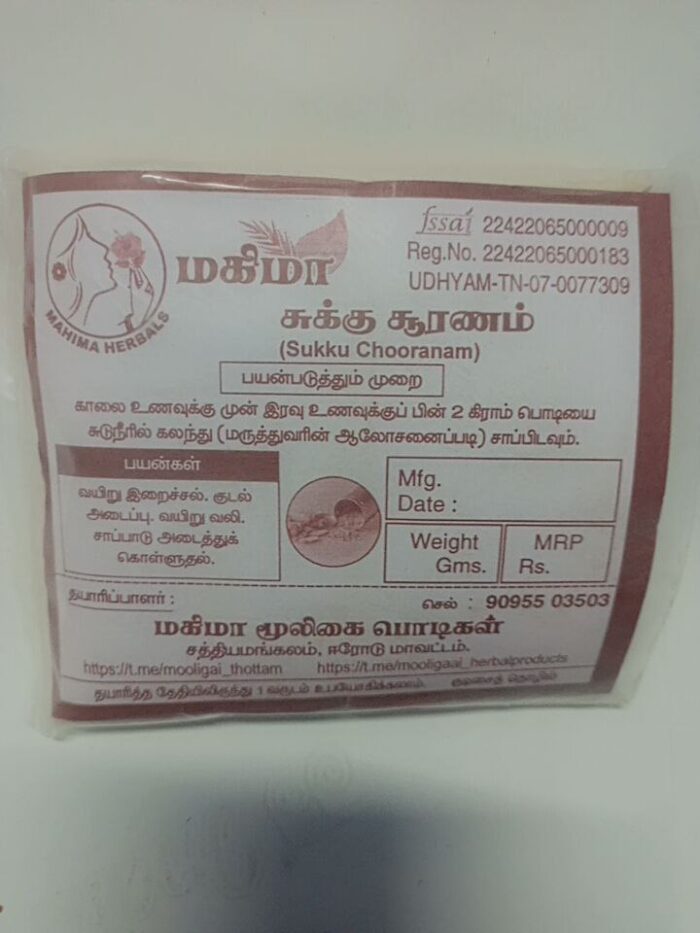 fssai 22422065000009
Reg.No. 22422065000183
UDHYAM-TN-07-0077309
மகிமா
MAHIMA HERBALS
சுக்கு சூரணம்
(Sukku Chooranam)
பயன்படுத்தும் முறை
காலை உணவுக்கு முன் இரவு உணவுக்குப் பின் 2 கிராம் பொடியை
சுடுநீரில் கலந்து (மருத்துவரின் ஆலோசனைப்படி) சாப்பிடவும்.
பயன்கள்
வயிறு இறைச்சல். குடல்
அடைப்பு. வயிறு வலி.
சாப்பாடு அடைத்துக்
கொள்ளுதல்.
Mfg.
Date :
Weight
Gms.
MRP
Rs.
தயாரிப்பாளர் :
செல் : 90955 03503
மகிமா மூலிகை பொடிகள்
சத்தியமங்கலம், ஈரோடு மாவட்டம்.
https://t.me/mooligai_thottam https://t.me/mooligaai_herbalproducts
தயாரித்த தேதியிலிருந்து 1 வருடம் உபயோகிக்கலாம். குடிசைத் தொழில்